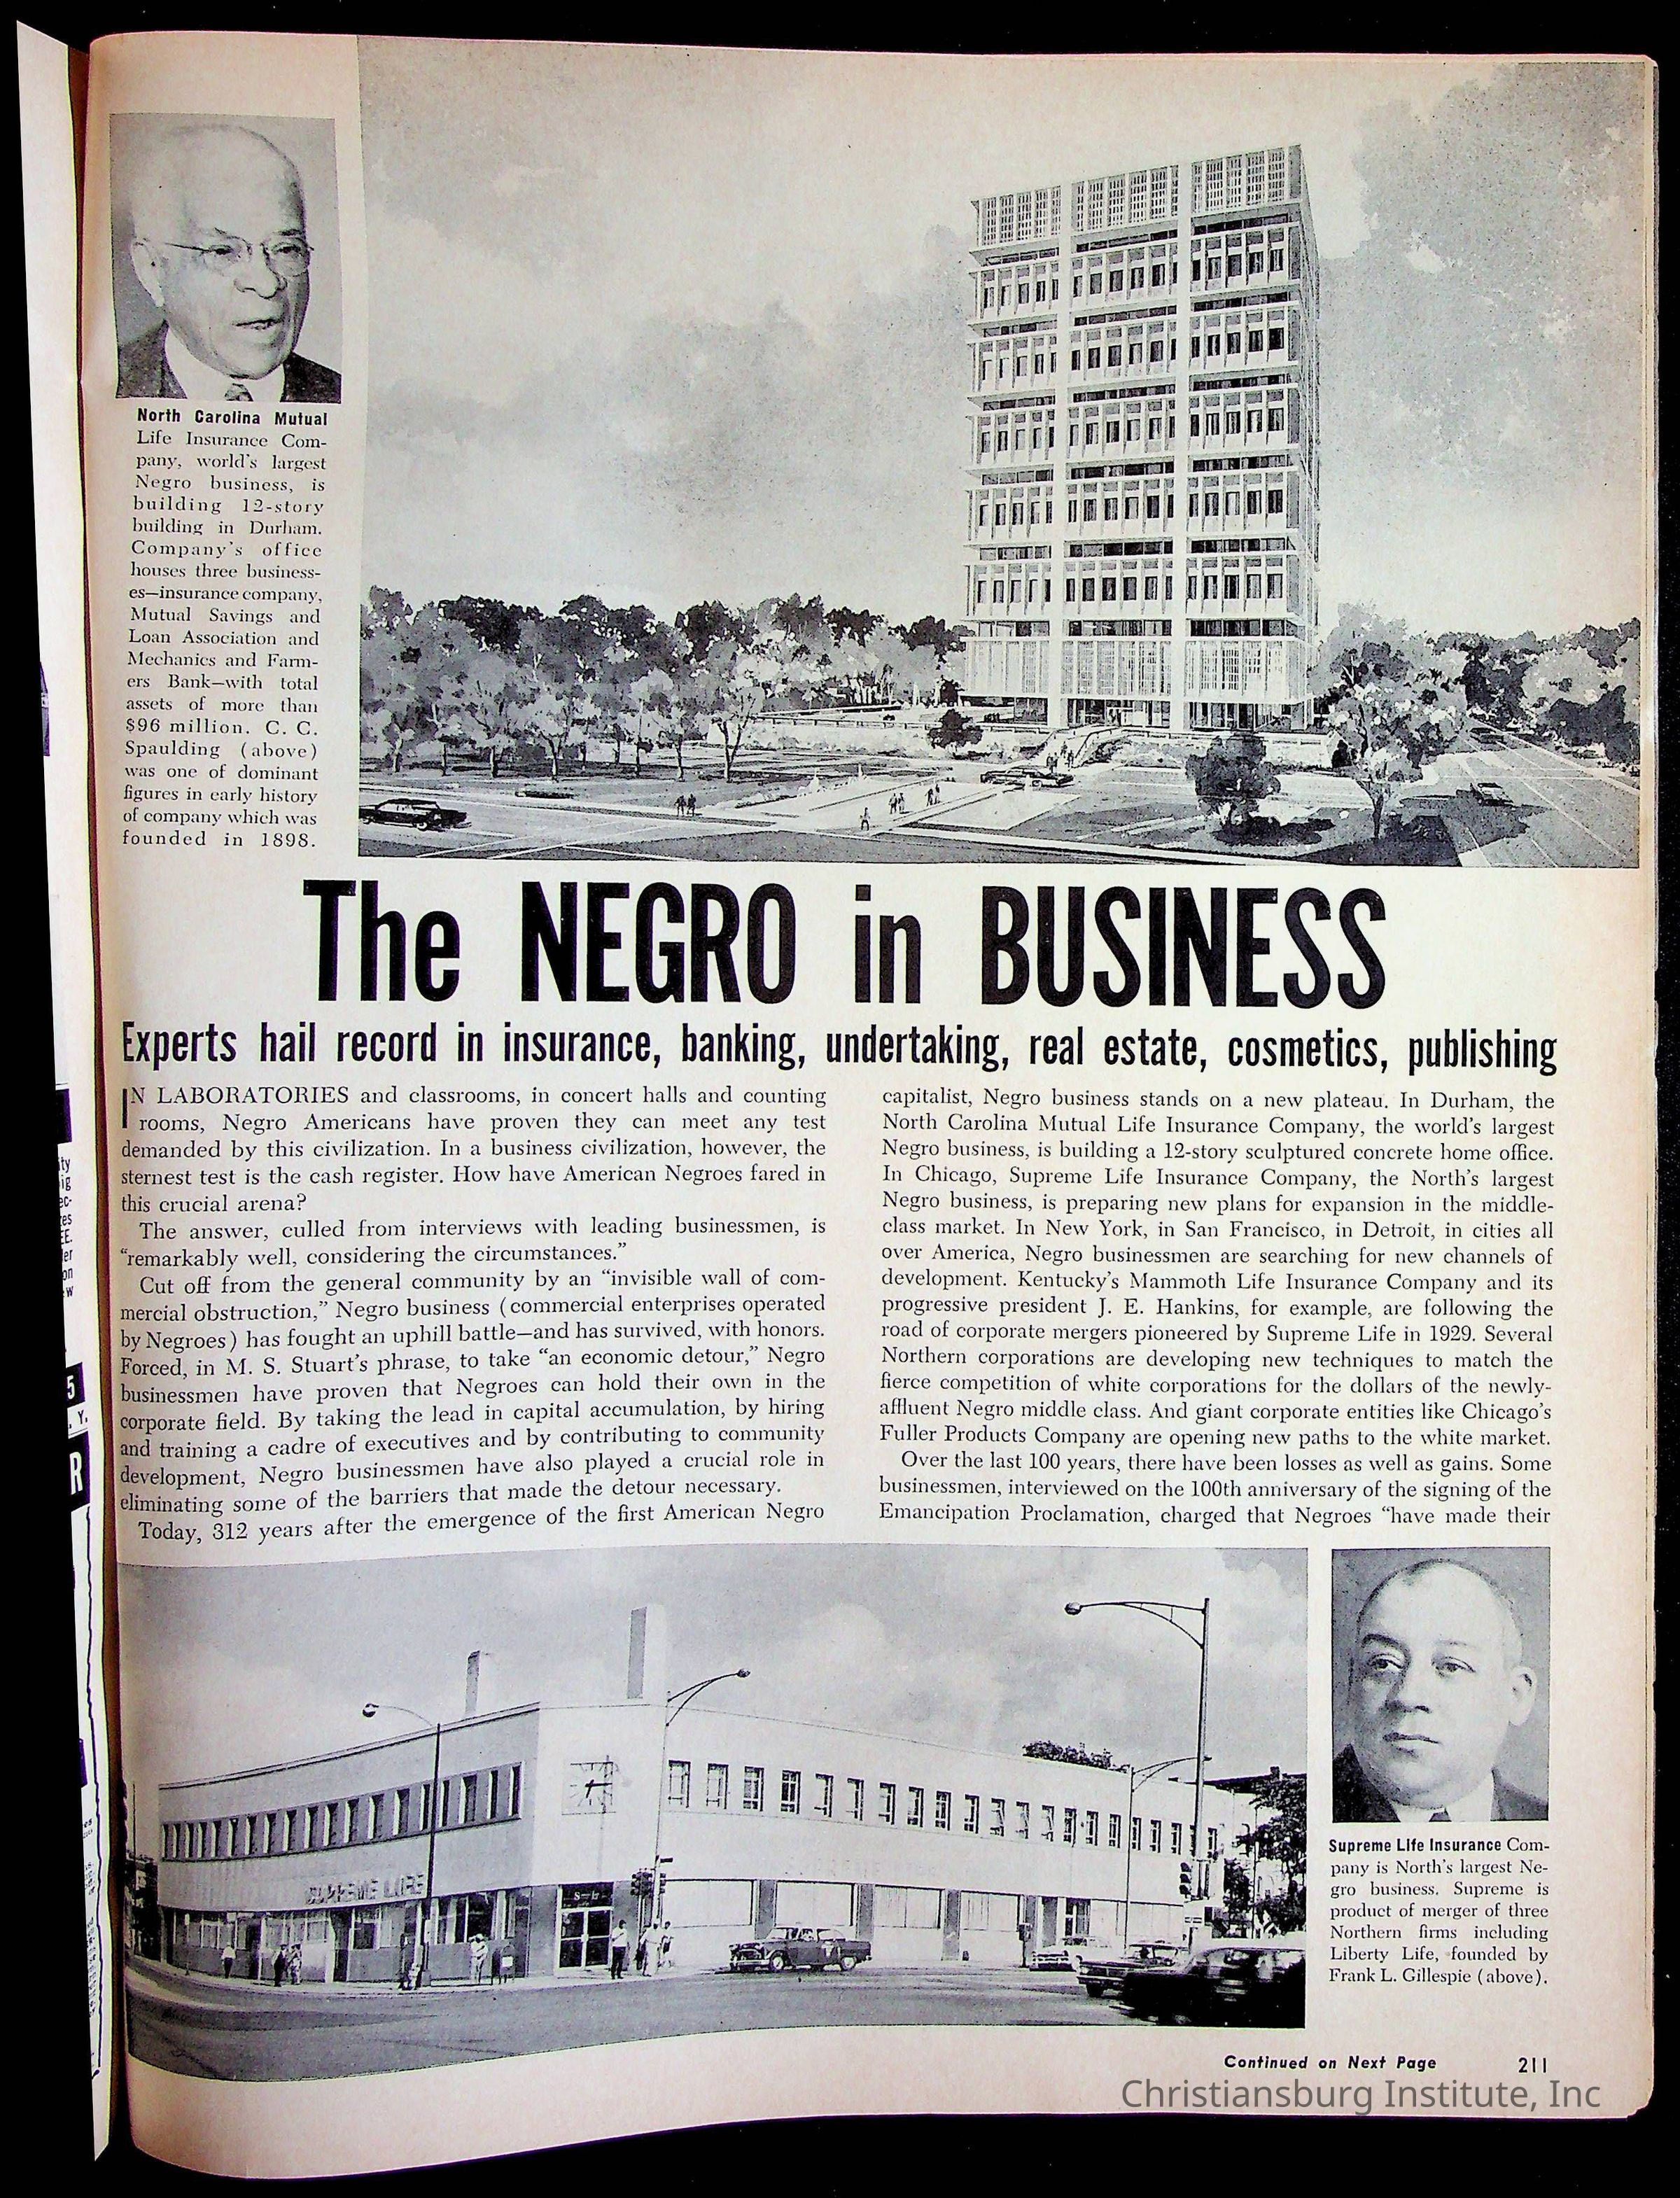 North Carolina Mutual
Life Insurance Com-
pany, world's largest
Negro business, is
building 12-story
building in Durham.
Company's office
houses three business-
es—insurance company,
Mutual Savings and
Loan Association and
Mechanics and Farm-
ers Bank—with total
assets of more than
$96 million. C. C.
Spaulding (above)
was one of dominant
figures in early history
of company which was
founded in 1898.
The NEGRO in BUSINESS
Experts hail record in insurance, banking, undertaking, real estate, cosmetics, publishing
IN LABORATORIES and classrooms, in concert halls and counting
rooms, Negro Americans have proven they can meet any test
demanded by this civilization. In a business civilization, however, the
sternest test is the cash register. How have American Negroes fared in
this crucial arena?
The answer, culled from interviews with leading businessmen, is
“remarkably well, considering the circumstances.”
Cut off from the general community by an “invisible wall of com-
mercial obstruction,” Negro business (commercial enterprises operated
by Negroes) has fought an uphill battle—and has survived, with honors.
Forced, in M. S. Stuart's phrase, to take “an economic detour,” Negro
businessmen have proven that Negroes can hold their own in the
corporate field. By taking the lead in capital accumulation, by hiring
and training a cadre of executives and by contributing to community
development, Negro businessmen have also played a crucial role in
eliminating some of the barriers that made the detour necessary.
Today, 312 years after the emergence of the first American Negro
capitalist, Negro business stands on a new plateau. In Durham, the
North Carolina Mutual Life Insurance Company, the world's largest
Negro business, is building a 12-story sculptured concrete home office.
In Chicago, Supreme Life Insurance Company, the North's largest
Negro business, is preparing new plans for expansion in the middle-
class market. In New York, in San Francisco, in Detroit, in cities all
over America, Negro businessmen are searching for new channels of
development. Kentucky's Mammoth Life Insurance Company and its
progressive president J. E. Hankins, for example, are following the
road of corporate mergers pioneered by Supreme Life in 1929. Several
Northern corporations are developing new techniques to match the
fierce competition of white corporations for the dollars of the newly-
affluent Negro middle class. And giant corporate entities like Chicago's
Fuller Products Company are opening new paths to the white market.
Over the last 100 years, there have been losses as well as gains. Some
businessmen, interviewed on the 100th anniversary of the signing of the
Emancipation Proclamation, charged that Negroes “have made their
SUPREME LIFE
Supreme Life Insurance Com-
pany is North's largest Ne-
gro business. Supreme is
product of merger of three
Northern firms including
Liberty Life, founded by
Frank L. Gillespie (above).
Continued on Next Page 211
Christiansburg Institute, Inc